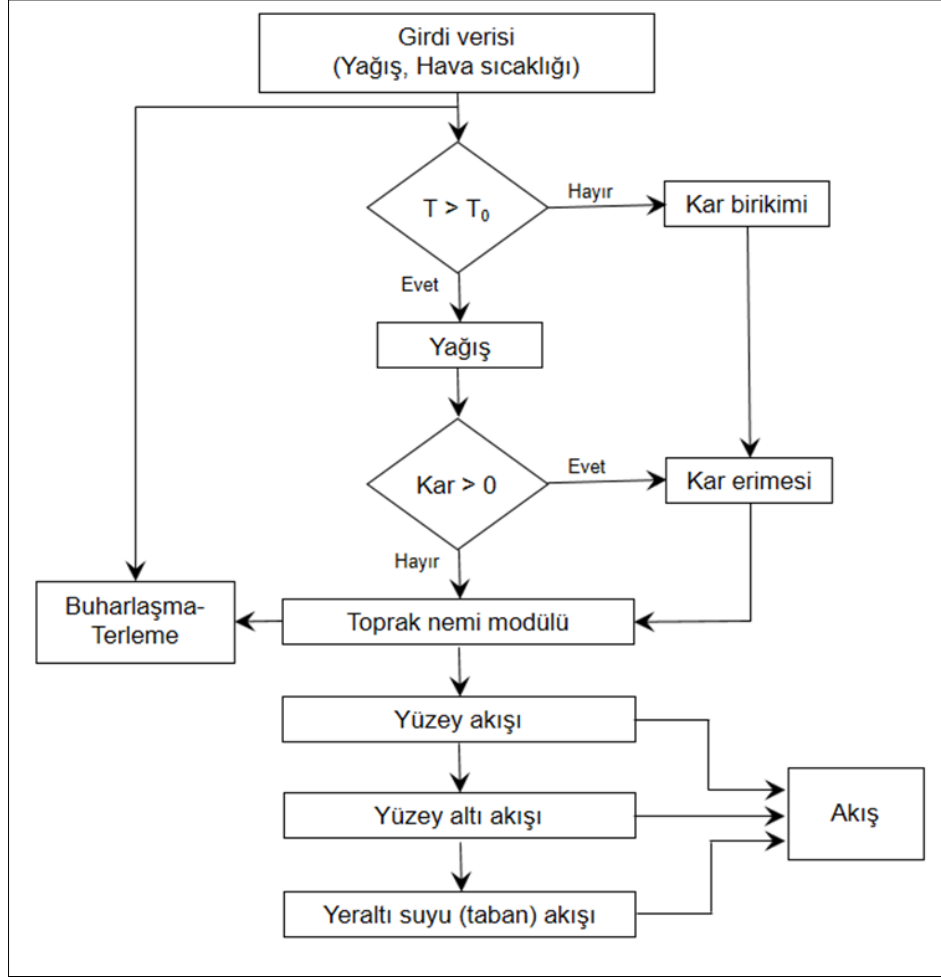 Girdi verisi
(Yağış, Hava sıcaklığı)
T > T₀
Hayır
Kar birikimi
Evet
Yağış
Kar > 0
Evet
Kar erimesi
Hayır
Buharlaşma-
Terleme
Toprak nemi modülü
Yüzey akışı
Yüzey altı akışı
Akış
Yeraltı suyu (taban) akışı